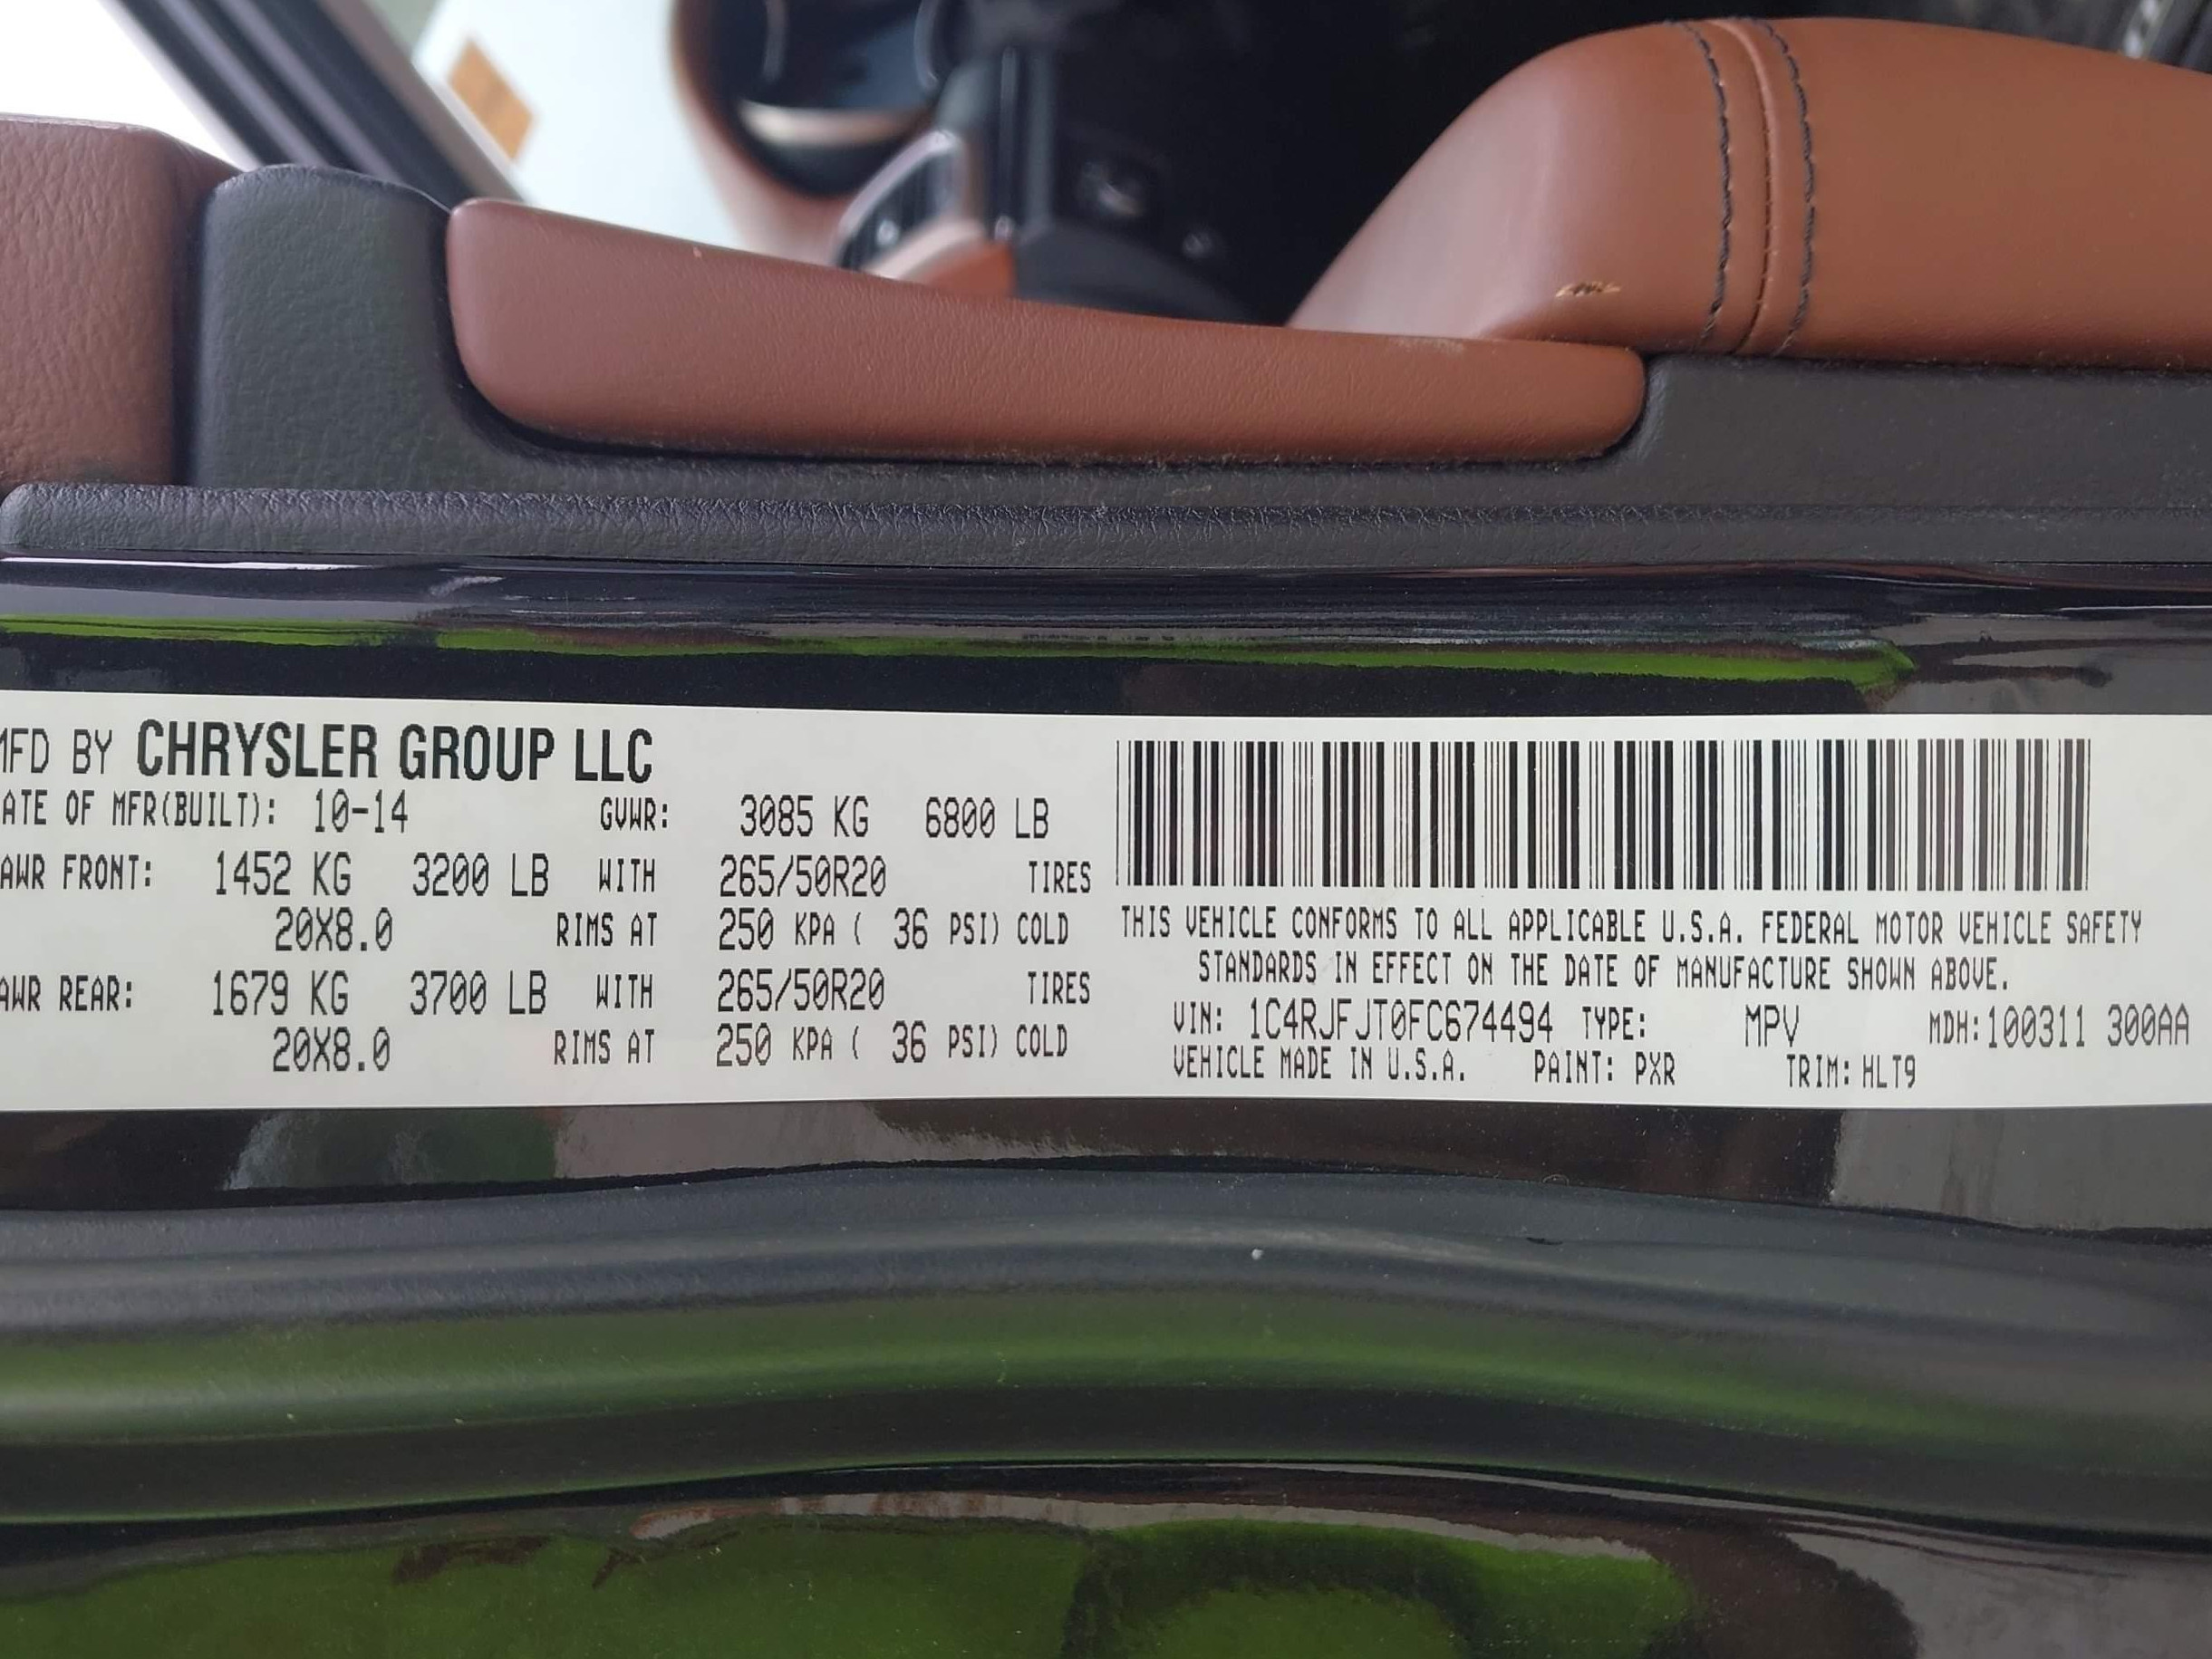 MFD BY CHRYSLER GROUP LLC
ATE OF MFR(BUILT): 10-14 GVWR: 3085 KG 6800 LB
AWR FRONT: 1452 KG 3200 LB WITH 265/50R20 TIRES
20X8.0 RIMS AT 250 KPA ( 36 PSI) COLD
AWR REAR: 1679 KG 3700 LB WITH 265/50R20 TIRES
20X8.0 RIMS AT 250 KPA ( 36 PSI) COLD
THIS VEHICLE CONFORMS TO ALL APPLICABLE U.S.A. FEDERAL MOTOR VEHICLE SAFETY
STANDARDS IN EFFECT ON THE DATE OF MANUFACTURE SHOWN ABOVE.
VIN: 1C4RJFJT0FC674494 TYPE: MPV MDH:100311 300AA
VEHICLE MADE IN U.S.A. PAINT: PXR TRIM: HLT9